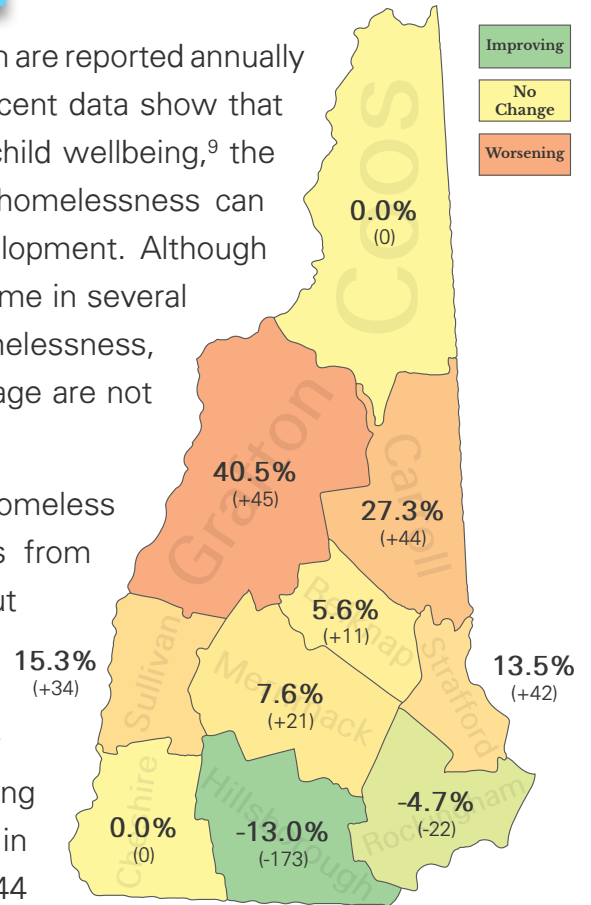 are reported annually
cent data show that
child wellbeing,⁹ the
homelessness can
lopment. Although
me in several
nelessness,
age are not
omeless
s from
ut
ng
in
44
Improving
No
Change
Worsening
Coos
0.0%
(0)
Grafton
40.5%
(+45)
Carroll
27.3%
(+44)
Belknap
5.6%
(+11)
Sullivan
15.3%
(+34)
Merrimack
7.6%
(+21)
Strafford
13.5%
(+42)
Cheshire
0.0%
(0)
Hillsborough
-13.0%
(-173)
Rockingham
-4.7%
(-22)